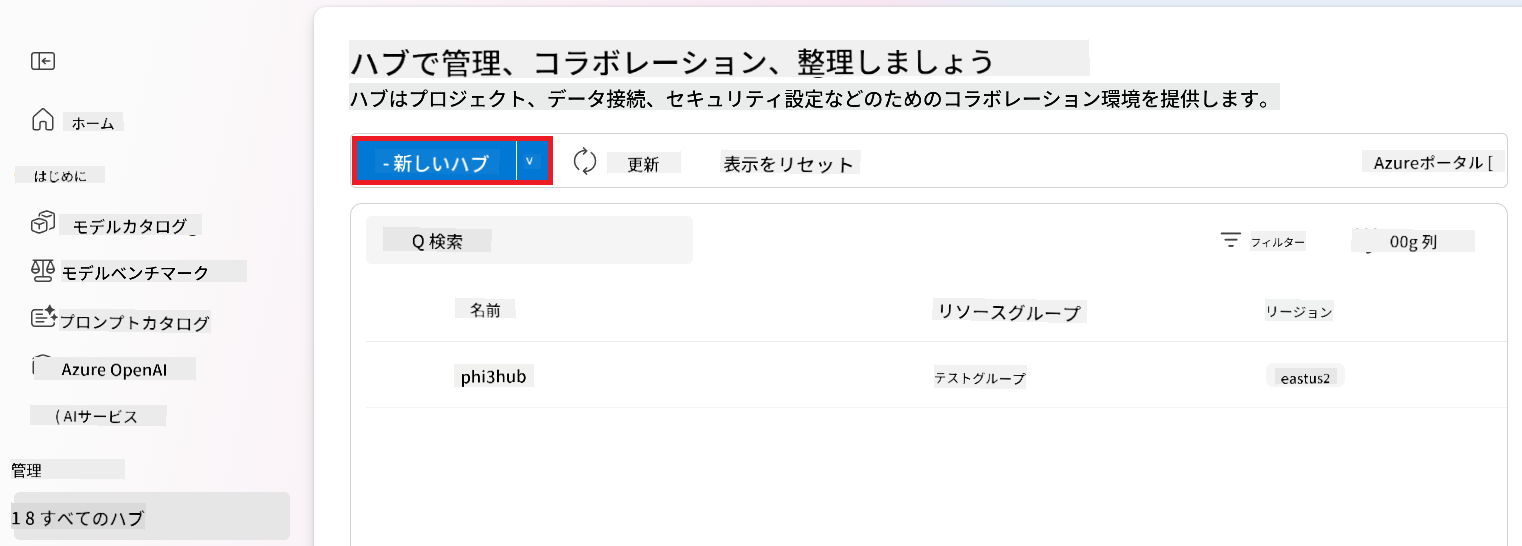 ホーム
はじめに
モデルカタログ_
モデルベンチマーク
プロンプトカタログ
Azure OpenAI
( AIサービス
管理
1 8 すべてのハブ
ハブで管理、コラボレーション、整理しましょう
ハブはプロジェクト、データ接続、セキュリティ設定などのためのコラボレーション環境を提供します。
- 新しいハブ ˅
更新
表示をリセット
Azureポータル [
Q 検索
フィルター
00g 列
名前 リソースグループ リージョン
phi3hub テストグループ eastus2